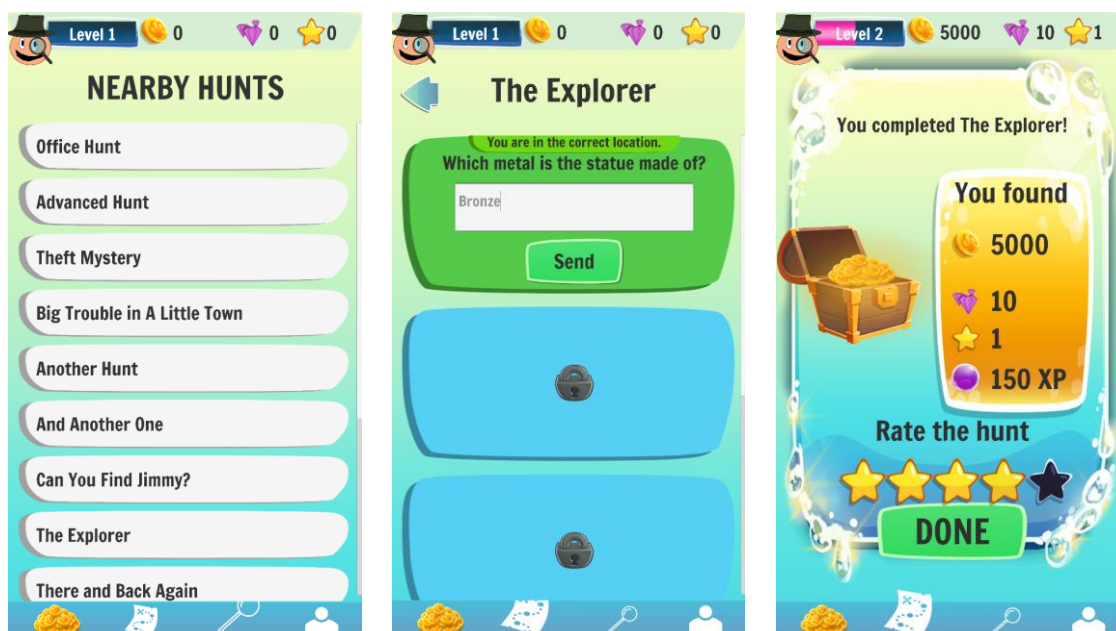 Level 1 0 0 0
NEARBY HUNTS
Office Hunt
Advanced Hunt
Theft Mystery
Big Trouble in A Little Town
Another Hunt
And Another One
Can You Find Jimmy?
The Explorer
There and Back Again
Level 1 0 0 0
The Explorer
You are in the correct location.
Which metal is the statue made of?
Bronze
Send
Level 2 5000 10 1
You completed The Explorer!
You found
5000
10
1
150 XP
Rate the hunt
DONE